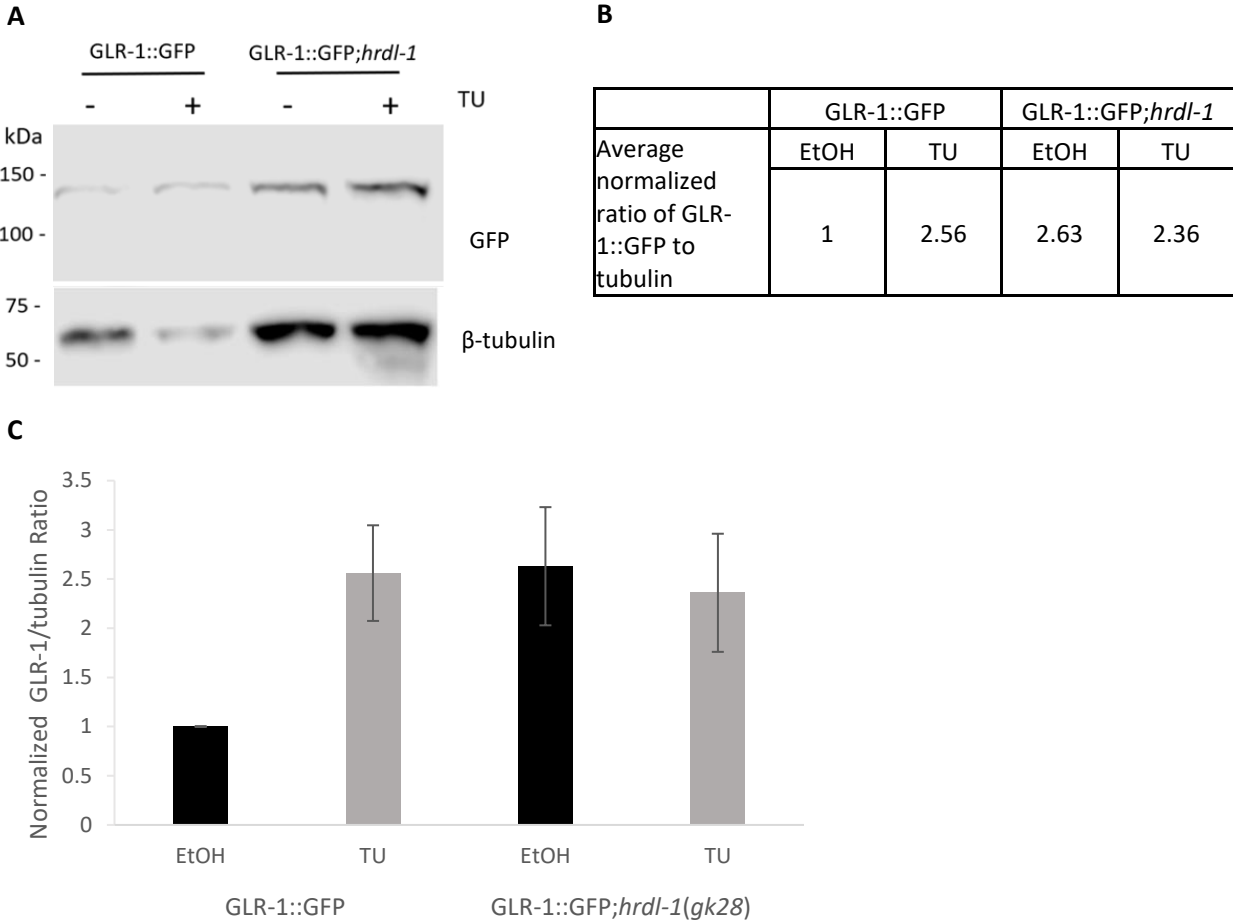 A
GLR-1::GFP GLR-1::GFP;hrdl-1
- + - + TU
kDa
150 -
100 -
GFP
75 -
50 -
β-tubulin
B
GLR-1::GFP GLR-1::GFP;hrdl-1
Average normalized ratio of GLR-1::GFP to tubulin
EtOH TU EtOH TU
1 2.56 2.63 2.36
C
Normalized GLR-1/tubulin Ratio
3.5
3
2.5
2
1.5
1
0.5
0
EtOH TU EtOH TU
GLR-1::GFP GLR-1::GFP;hrdl-1(gk28)